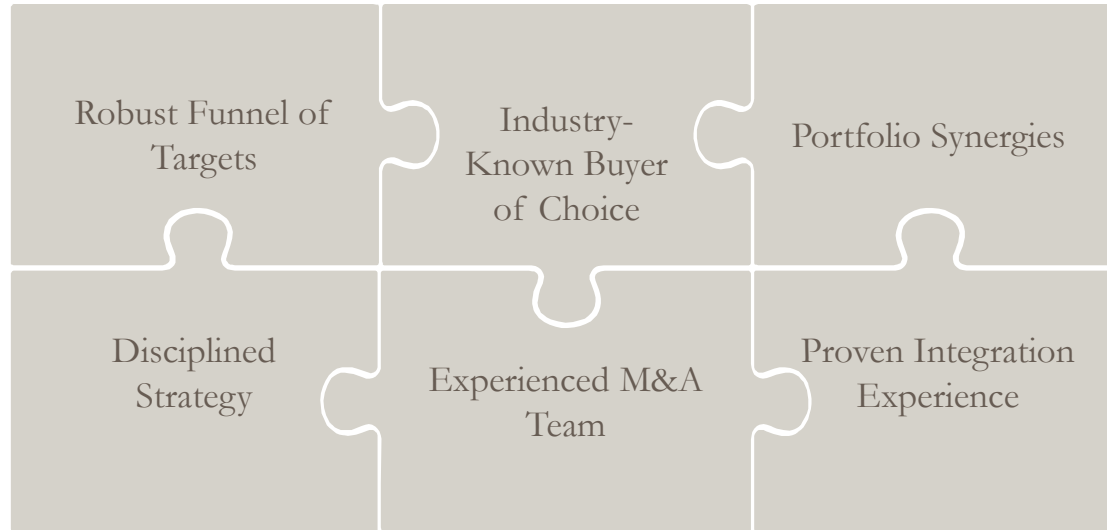 Robust Funnel of
Targets
Industry-
Known Buyer
of Choice
Portfolio Synergies
Disciplined
Strategy
Experienced M&A
Team
Proven Integration
Experience